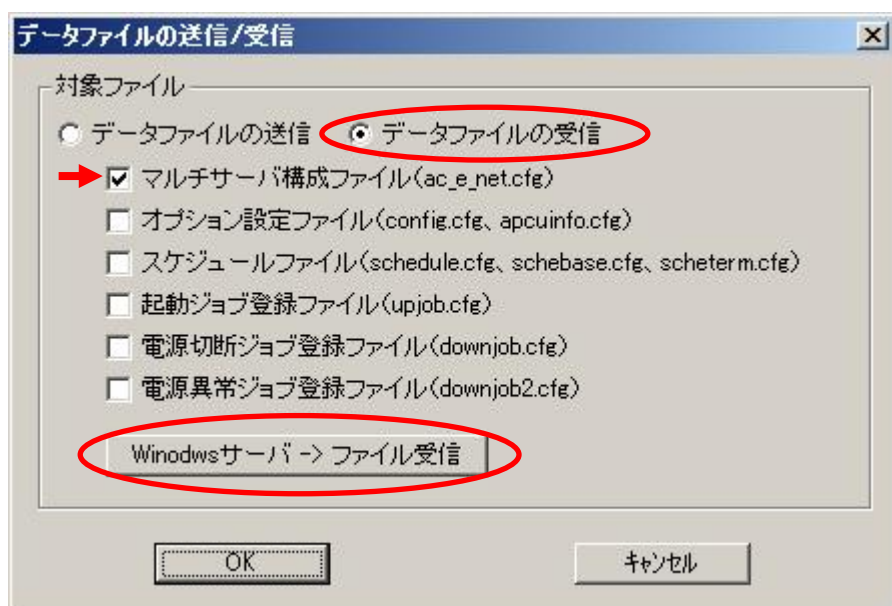 データファイルの送信/受信
対象ファイル
データファイルの送信 データファイルの受信
マルチサーバ構成ファイル(ac_e_net.cfg)
オプション設定ファイル(config.cfg、apcuinfo.cfg)
スケジュールファイル(schedule.cfg、schebase.cfg、scheterm.cfg)
起動ジョブ登録ファイル(upjob.cfg)
電源切断ジョブ登録ファイル(downjob.cfg)
電源異常ジョブ登録ファイル(downjob2.cfg)
Winodwsサーバ -> ファイル受信
OK キャンセル